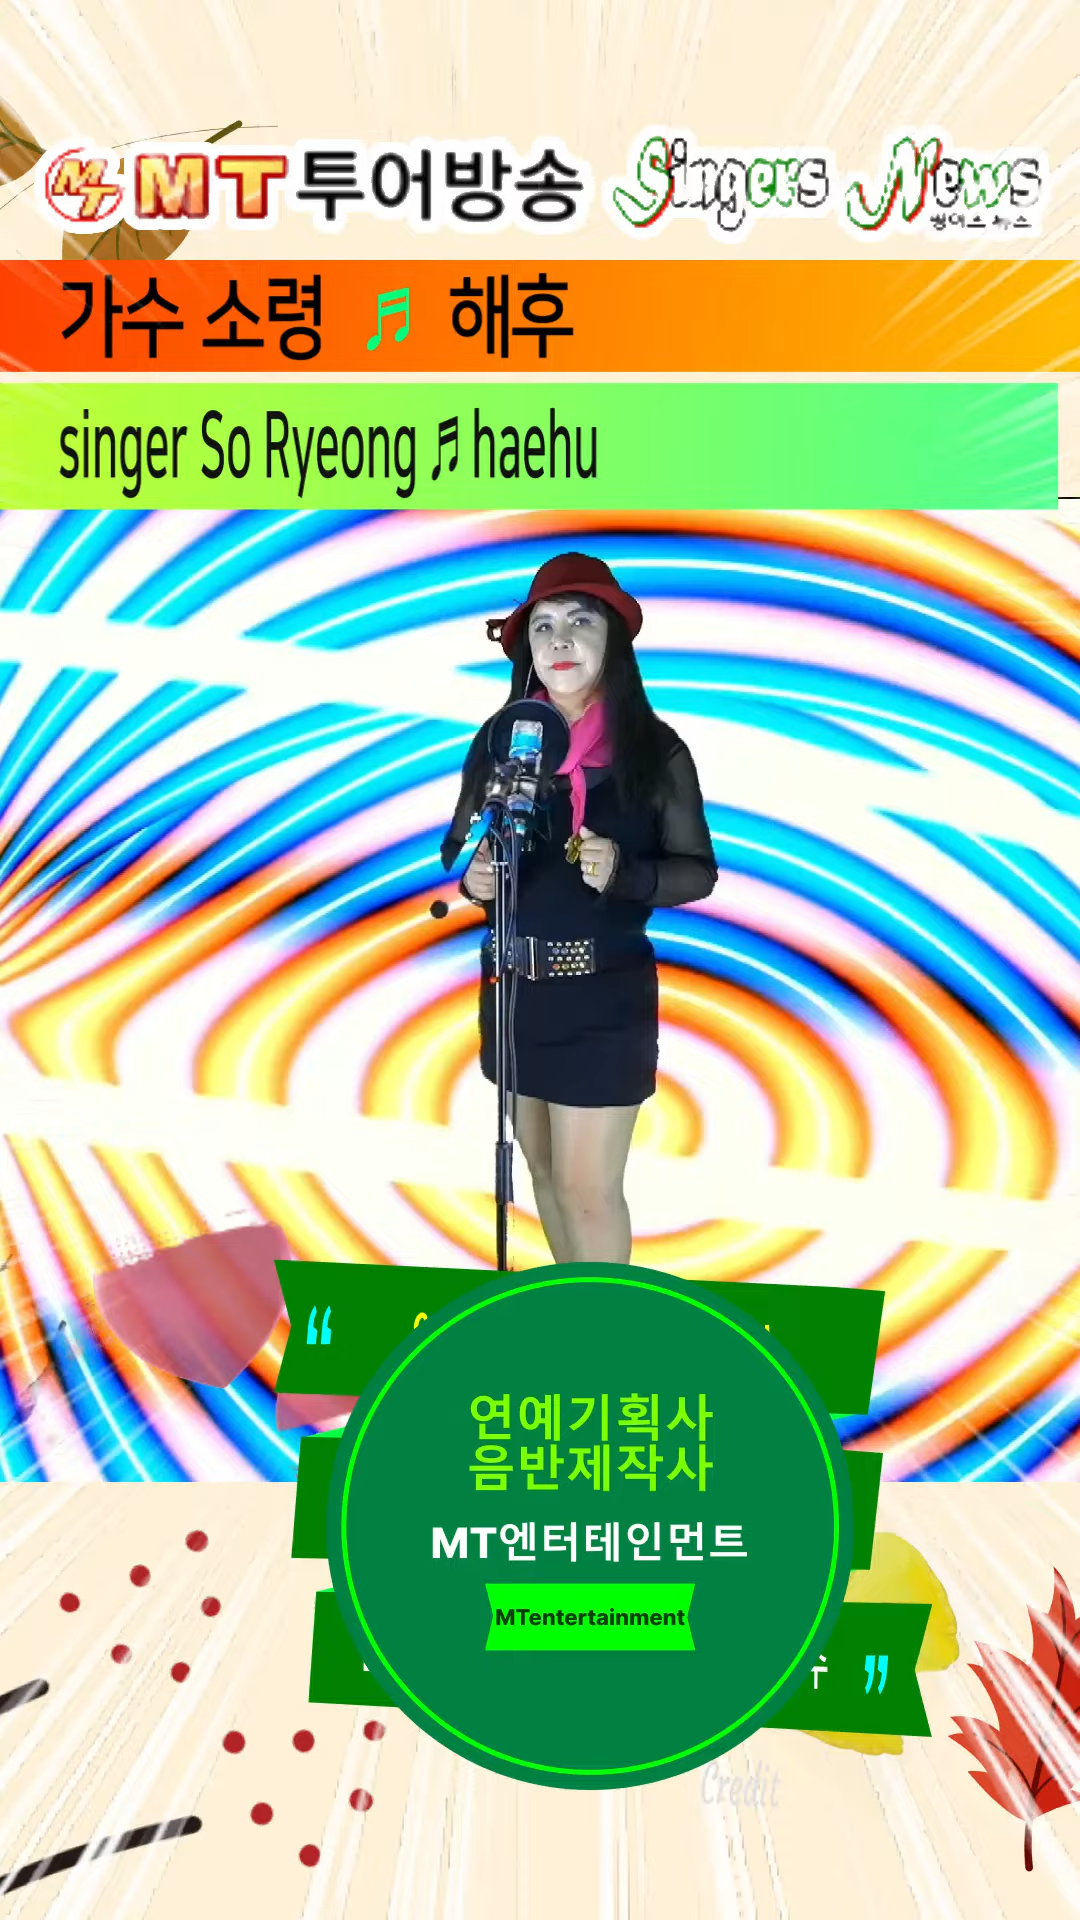 MT MT투어방송 Singers News
싱어스 뉴스
가수 소령 ♬ 해후
singer So Ryeong ♬ haehu
“
연예기획사
음반제작사
MT엔터테인먼트
MTentertainment
”
Credit